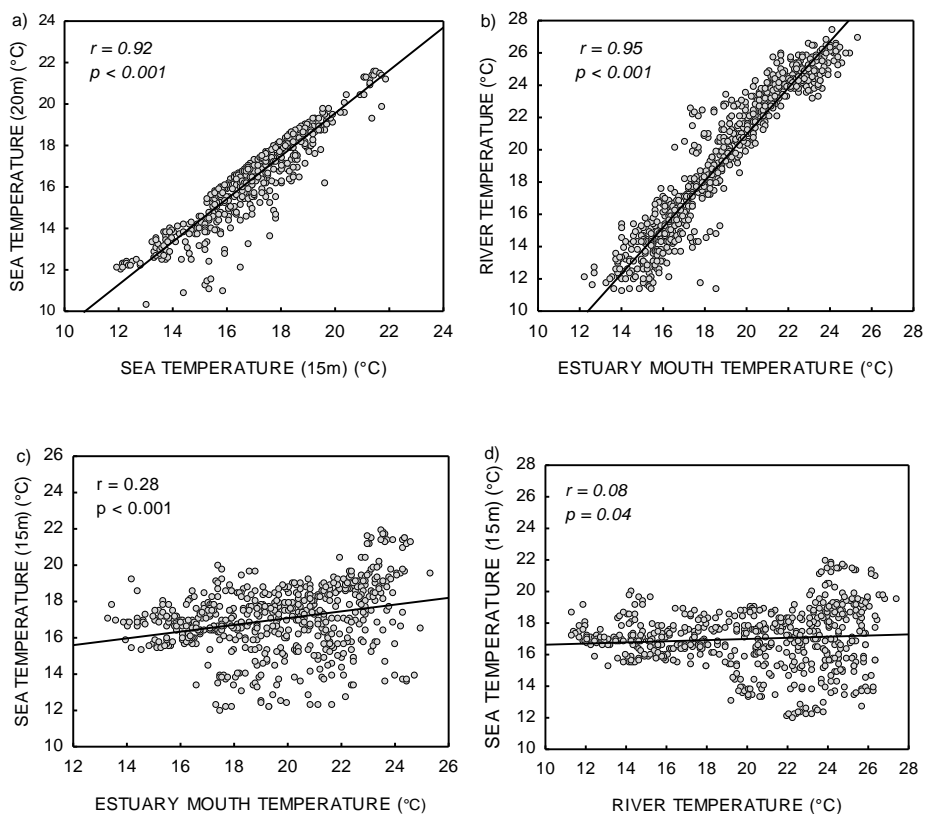 a)
r = 0.92
p < 0.001
SEA TEMPERATURE (20m) (°C)
24
22
20
18
16
14
12
10
10 12 14 16 18 20 22 24
SEA TEMPERATURE (15m) (°C)
b)
r = 0.95
p < 0.001
RIVER TEMPERATURE (°C)
28
26
24
22
20
18
16
14
12
10
10 12 14 16 18 20 22 24 26 28
ESTUARY MOUTH TEMPERATURE (°C)
c)
r = 0.28
p < 0.001
SEA TEMPERATURE (15m) (°C)
26
24
22
20
18
16
14
12
10
12 14 16 18 20 22 24 26
ESTUARY MOUTH TEMPERATURE (°C)
d)
r = 0.08
p = 0.04
SEA TEMPERATURE (15m) (°C)
28
26
24
22
20
18
16
14
12
10
10 12 14 16 18 20 22 24 26 28
RIVER TEMPERATURE (°C)